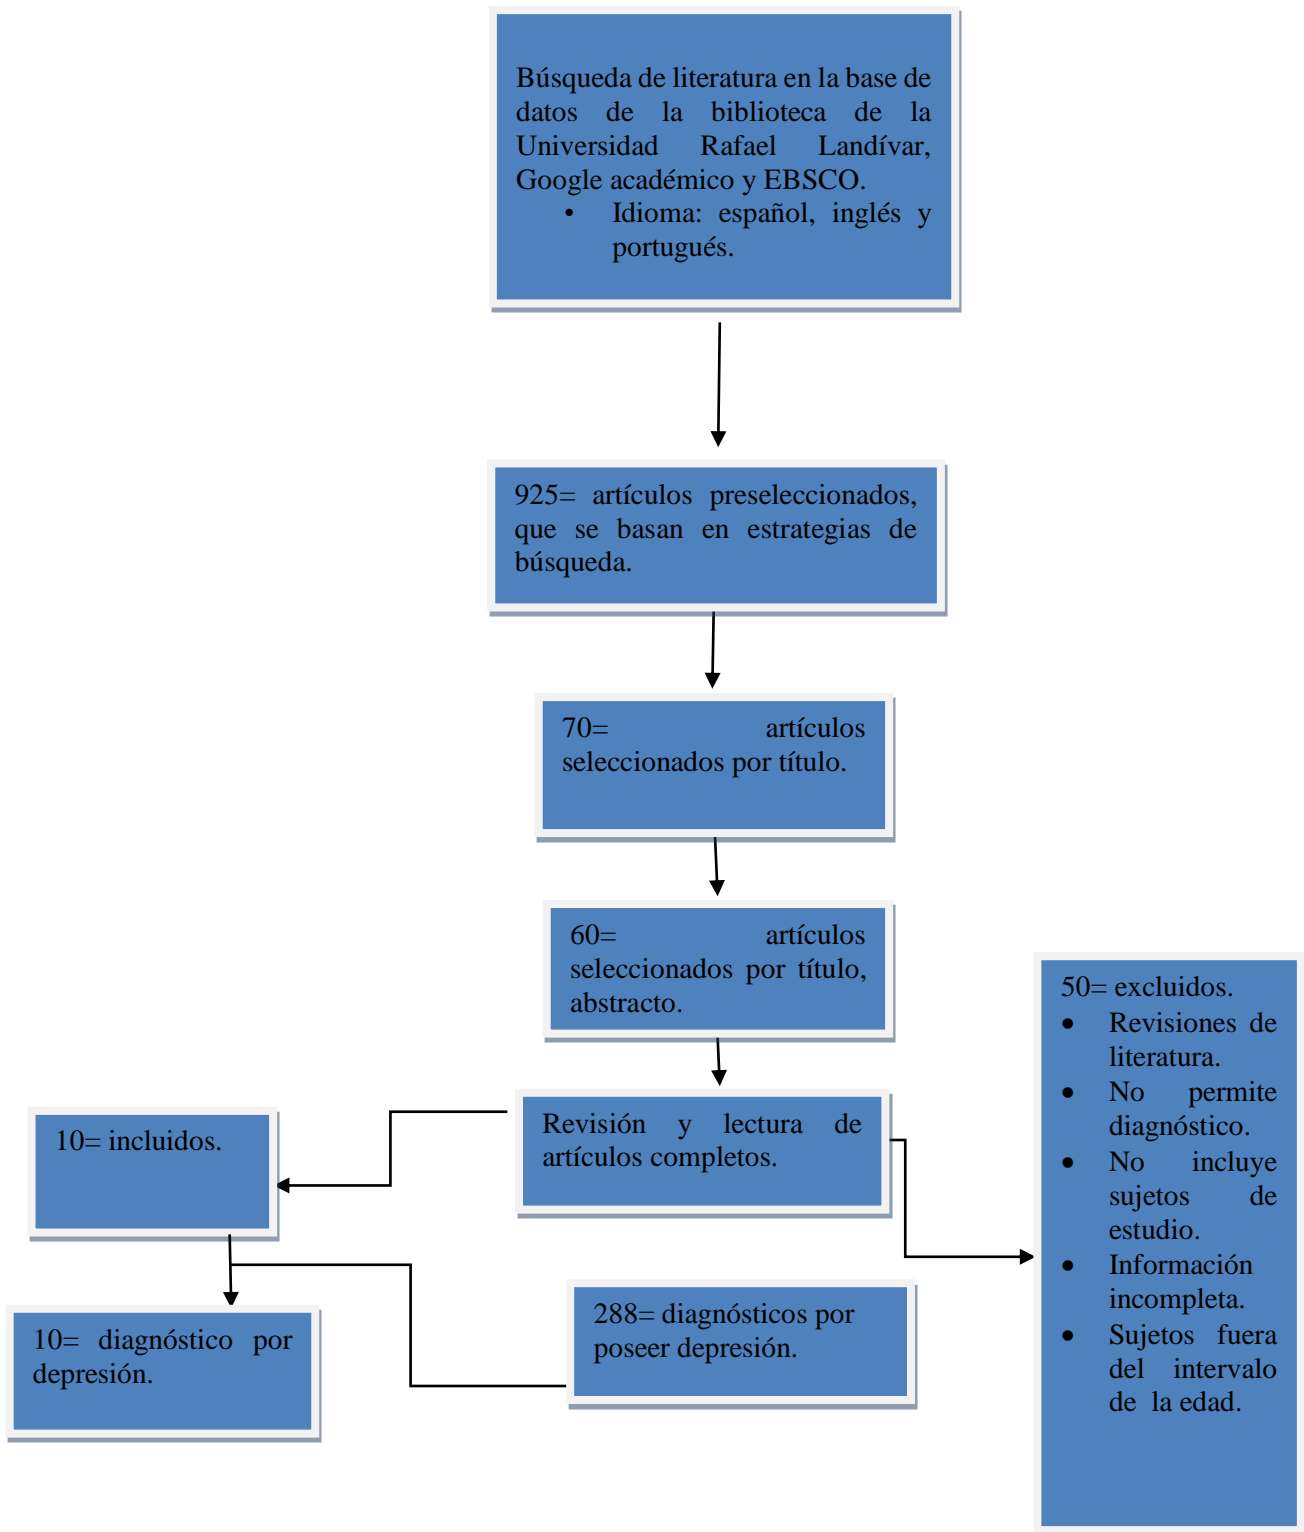 Búsqueda de literatura en la base de
datos de la biblioteca de la
Universidad Rafael Landívar,
Google académico y EBSCO.
• Idioma: español, inglés y
portugués.
925= artículos preseleccionados,
que se basan en estrategias de
búsqueda.
70= artículos
seleccionados por título.
60= artículos
seleccionados por título,
abstracto.
Revisión y lectura de
artículos completos.
10= incluidos.
50= excluidos.
• Revisiones de
literatura.
• No permite
diagnóstico.
• No incluye
sujetos de
estudio.
• Información
incompleta.
• Sujetos fuera
del intervalo
de la edad.
288= diagnósticos por
poseer depresión.
10= diagnóstico por
depresión.